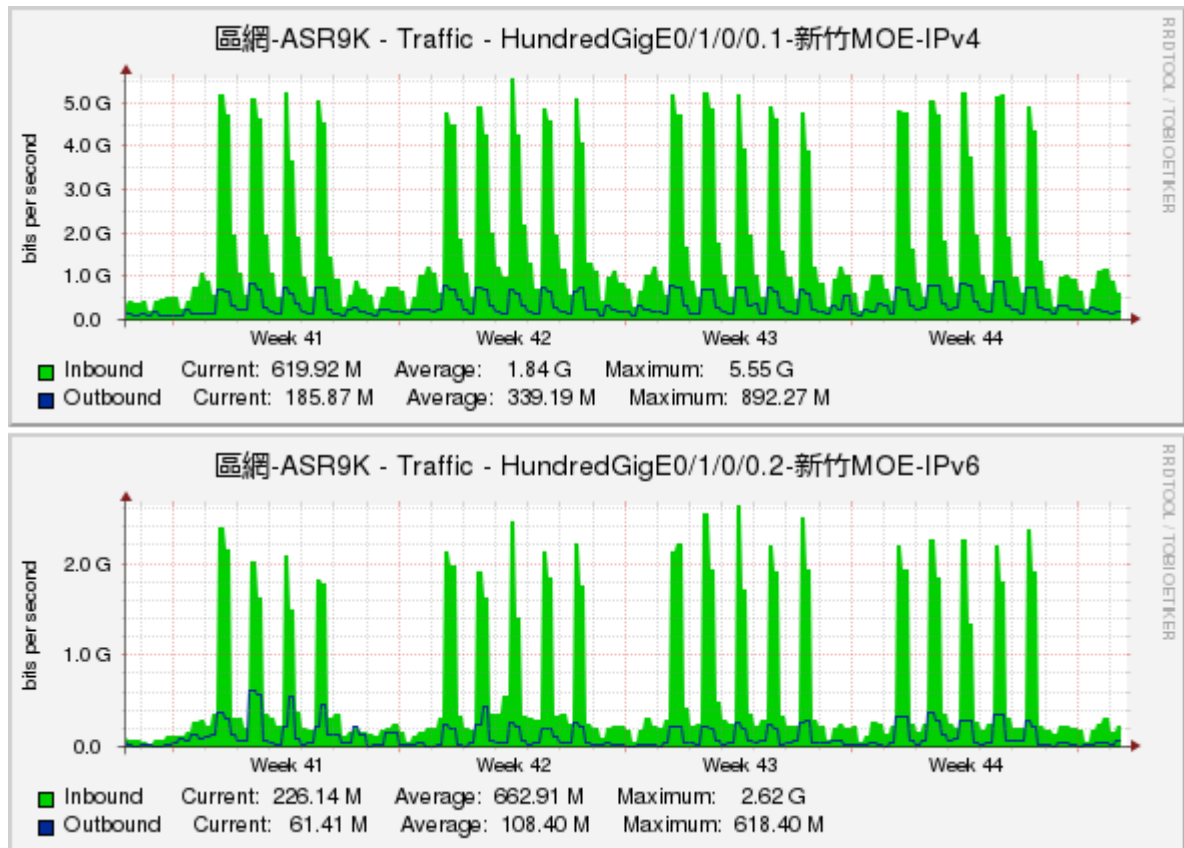 區網-ASR9K - Traffic - HundredGigE0/1/0/0.1-新竹MOE-IPv4
RRDTOOL / TOBI OETIKER
bits per second
5.0 G
4.0 G
3.0 G
2.0 G
1.0 G
0.0
Week 41 Week 42 Week 43 Week 44
Inbound Current: 619.92 M Average: 1.84 G Maximum: 5.55 G
Outbound Current: 185.87 M Average: 339.19 M Maximum: 892.27 M
區網-ASR9K - Traffic - HundredGigE0/1/0/0.2-新竹MOE-IPv6
RRDTOOL / TOBI OETIKER
bits per second
2.0 G
1.0 G
0.0
Week 41 Week 42 Week 43 Week 44
Inbound Current: 226.14 M Average: 662.91 M Maximum: 2.62 G
Outbound Current: 61.41 M Average: 108.40 M Maximum: 618.40 M